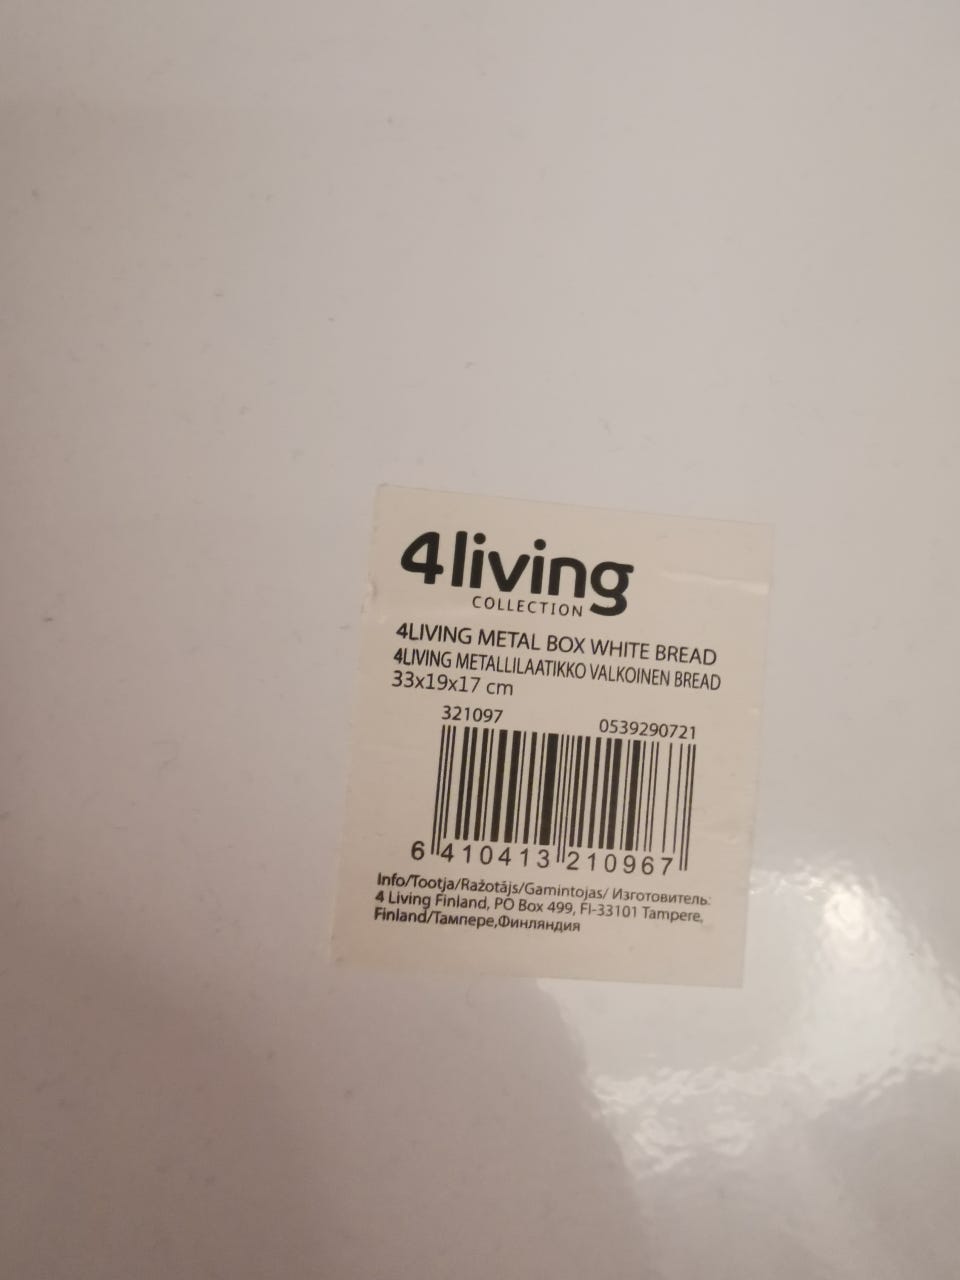 4living
COLLECTION
4LIVING METAL BOX WHITE BREAD
4LIVING METALLILAATIKKO VALKOINEN BREAD
33x19x17 cm
321097 0539290721
6 410413 210967
Info/Tootja/Ražotājs/Gamintojas/ Изготовитель:
4 Living Finland, PO Box 499, FI-33101 Tampere,
Finland/Тампере,Финляндия